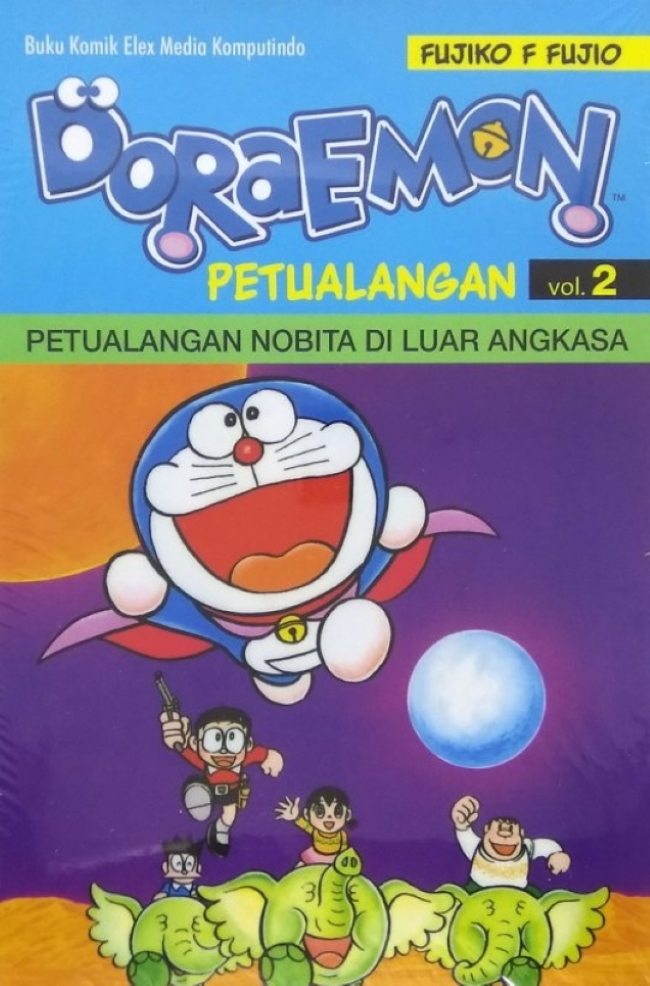 Buku Komik Elex Media Komputindo
FUJIKO F FUJIO
DORAEMON
TM
PETUALANGAN
vol. 2
PETUALANGAN NOBITA DI LUAR ANGKASA